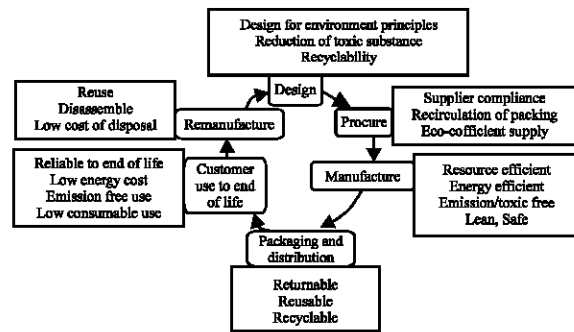 Design for environment principles
Reduction of toxic substance
Recyclability
Design
Reuse
Disassemble
Low cost of disposal
Remanufacture
Procure
Supplier compliance
Recirculation of packing
Eco-cofficient supply
Reliable to end of life
Low energy cost
Emission free use
Low consumable use
Customer
use to end
of life
Manufacture
Resource efficient
Energy efficient
Emission/toxic free
Lean, Safe
Packaging and
distribution
Returnable
Reusable
Recyclable